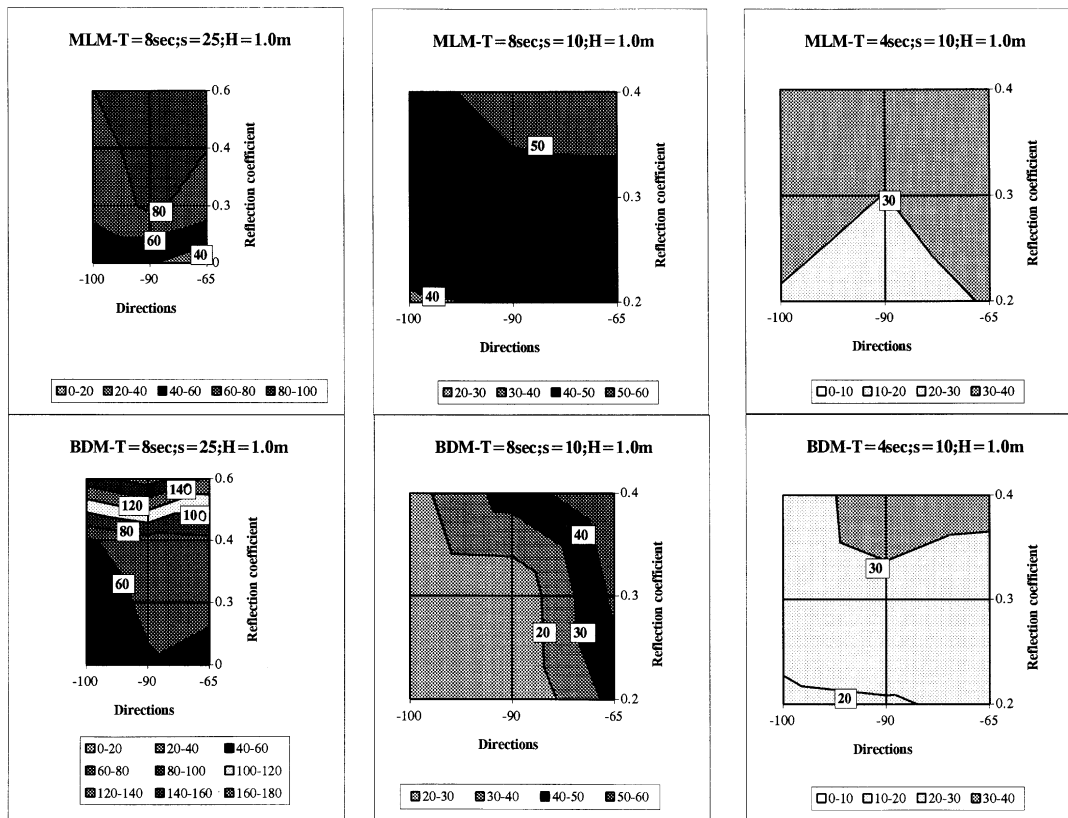 MLM-T=8sec;s=25;H=1.0m
0.6
0.4
0.3
0
80
60
40
-100
-90
-65
Reflection coefficient
Directions
0-20 20-40 40-60 60-80 80-100
MLM-T=8sec;s=10;H=1.0m
0.4
0.3
0.2
50
40
-100
-90
-65
Reflection coefficient
Directions
20-30 30-40 40-50 50-60
MLM-T=4sec;s=10;H=1.0m
0.4
0.3
0.2
30
-100
-90
-65
Reflection coefficient
Directions
0-10 10-20 20-30 30-40
BDM-T=8sec;s=25;H=1.0m
0.6
0.4
0.3
0
140
120
100
80
60
-100
-90
-65
Reflection coefficient
Directions
0-20 20-40 40-60
60-80 80-100 100-120
120-140 140-160 160-180
BDM-T=8sec;s=10;H=1.0m
0.4
0.3
0.2
40
20
30
-100
-90
-65
Reflection coefficient
Directions
20-30 30-40 40-50 50-60
BDM-T=4sec;s=10;H=1.0m
0.4
0.3
0.2
30
20
-100
-90
-65
Reflection coefficient
Directions
0-10 10-20 20-30 30-40